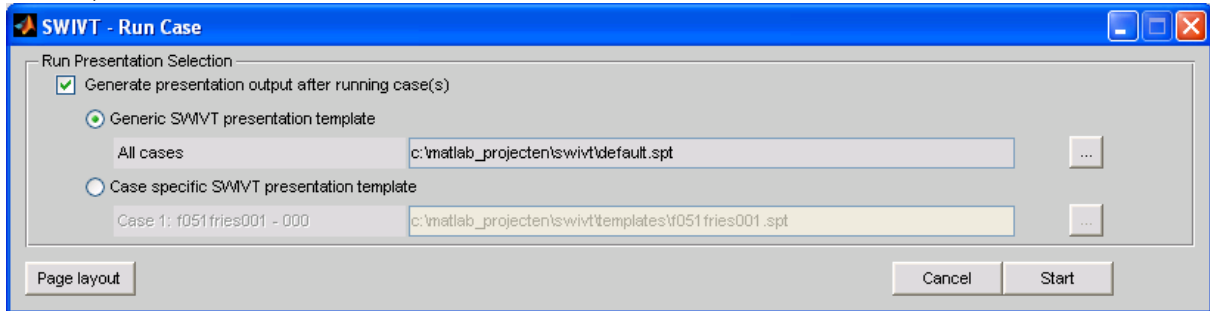 SWIVT - Run Case
Run Presentation Selection
Generate presentation output after running case(s)
Generic SWIVT presentation template
All cases c:\matlab_projecten\swivt\default.spt ...
Case specific SWIVT presentation template
Case 1: f051fries001 - 000 c:\matlab_projecten\swivt\templates\f051fries001.spt ...
Page layout Cancel Start